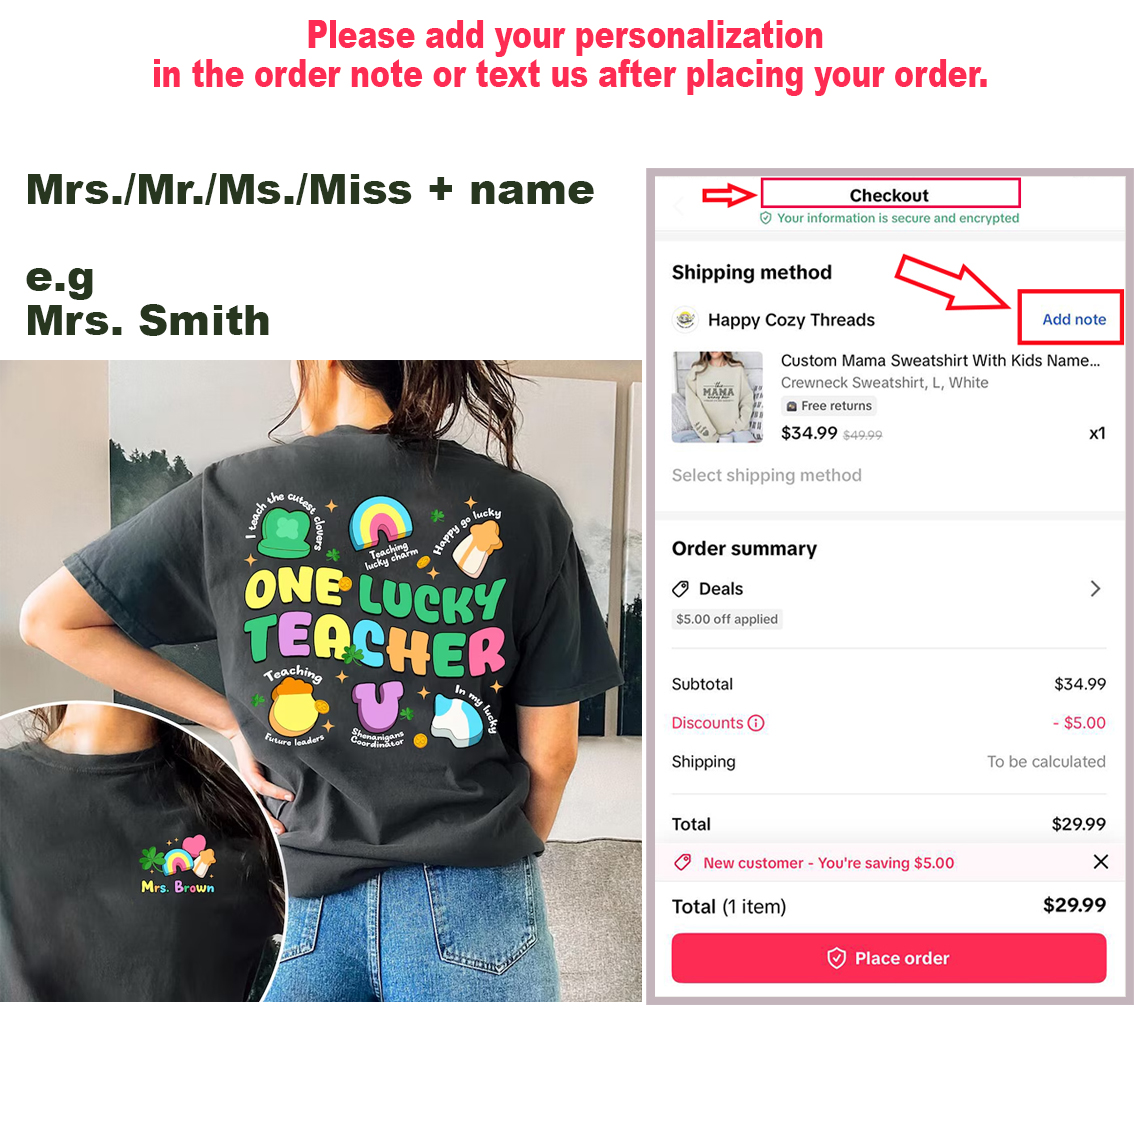 Please add your personalization
in the order note or text us after placing your order.
Mrs./Mr./Ms./Miss + name
e.g
Mrs. Smith
I teach the cutest clovers
Teaching
lucky charm
Happy go lucky
ONE LUCKY
TEACHER
Teaching
Future leaders
Shenanigans
Coordinator
In my lucky
Mrs. Brown
Checkout
Your information is secure and encrypted
Shipping method
Happy Cozy Threads
Add note
Custom Mama Sweatshirt With Kids Name...
Crewneck Sweatshirt, L, White
Free returns
$34.99 $49.99
x1
MAMA
Select shipping method
Order summary
Deals
$5.00 off applied
Subtotal
$34.99
Discounts
- $5.00
Shipping
To be calculated
Total
$29.99
New customer - You're saving $5.00
Total (1 item)
$29.99
Place order